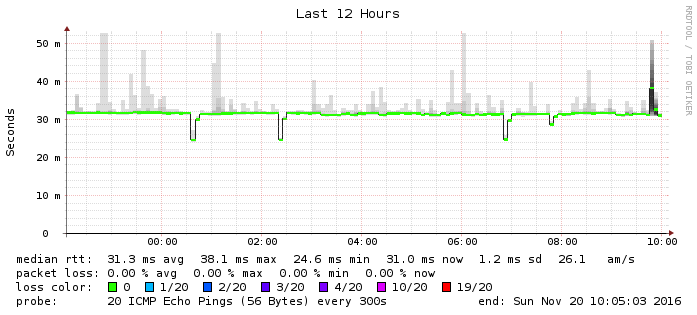 Last 12 Hours
RRDTOOL / TOBI OETIKER
Seconds
50 m
40 m
30 m
20 m
10 m
0
00:00 02:00 04:00 06:00 08:00 10:00
median rtt: 31.3 ms avg 38.1 ms max 24.6 ms min 31.0 ms now 1.2 ms sd 26.1 am/s
packet loss: 0.00 % avg 0.00 % max 0.00 % min 0.00 % now
loss color: 0 1/20 2/20 3/20 4/20 10/20 19/20
probe: 20 ICMP Echo Pings (56 Bytes) every 300s end: Sun Nov 20 10:05:03 2016